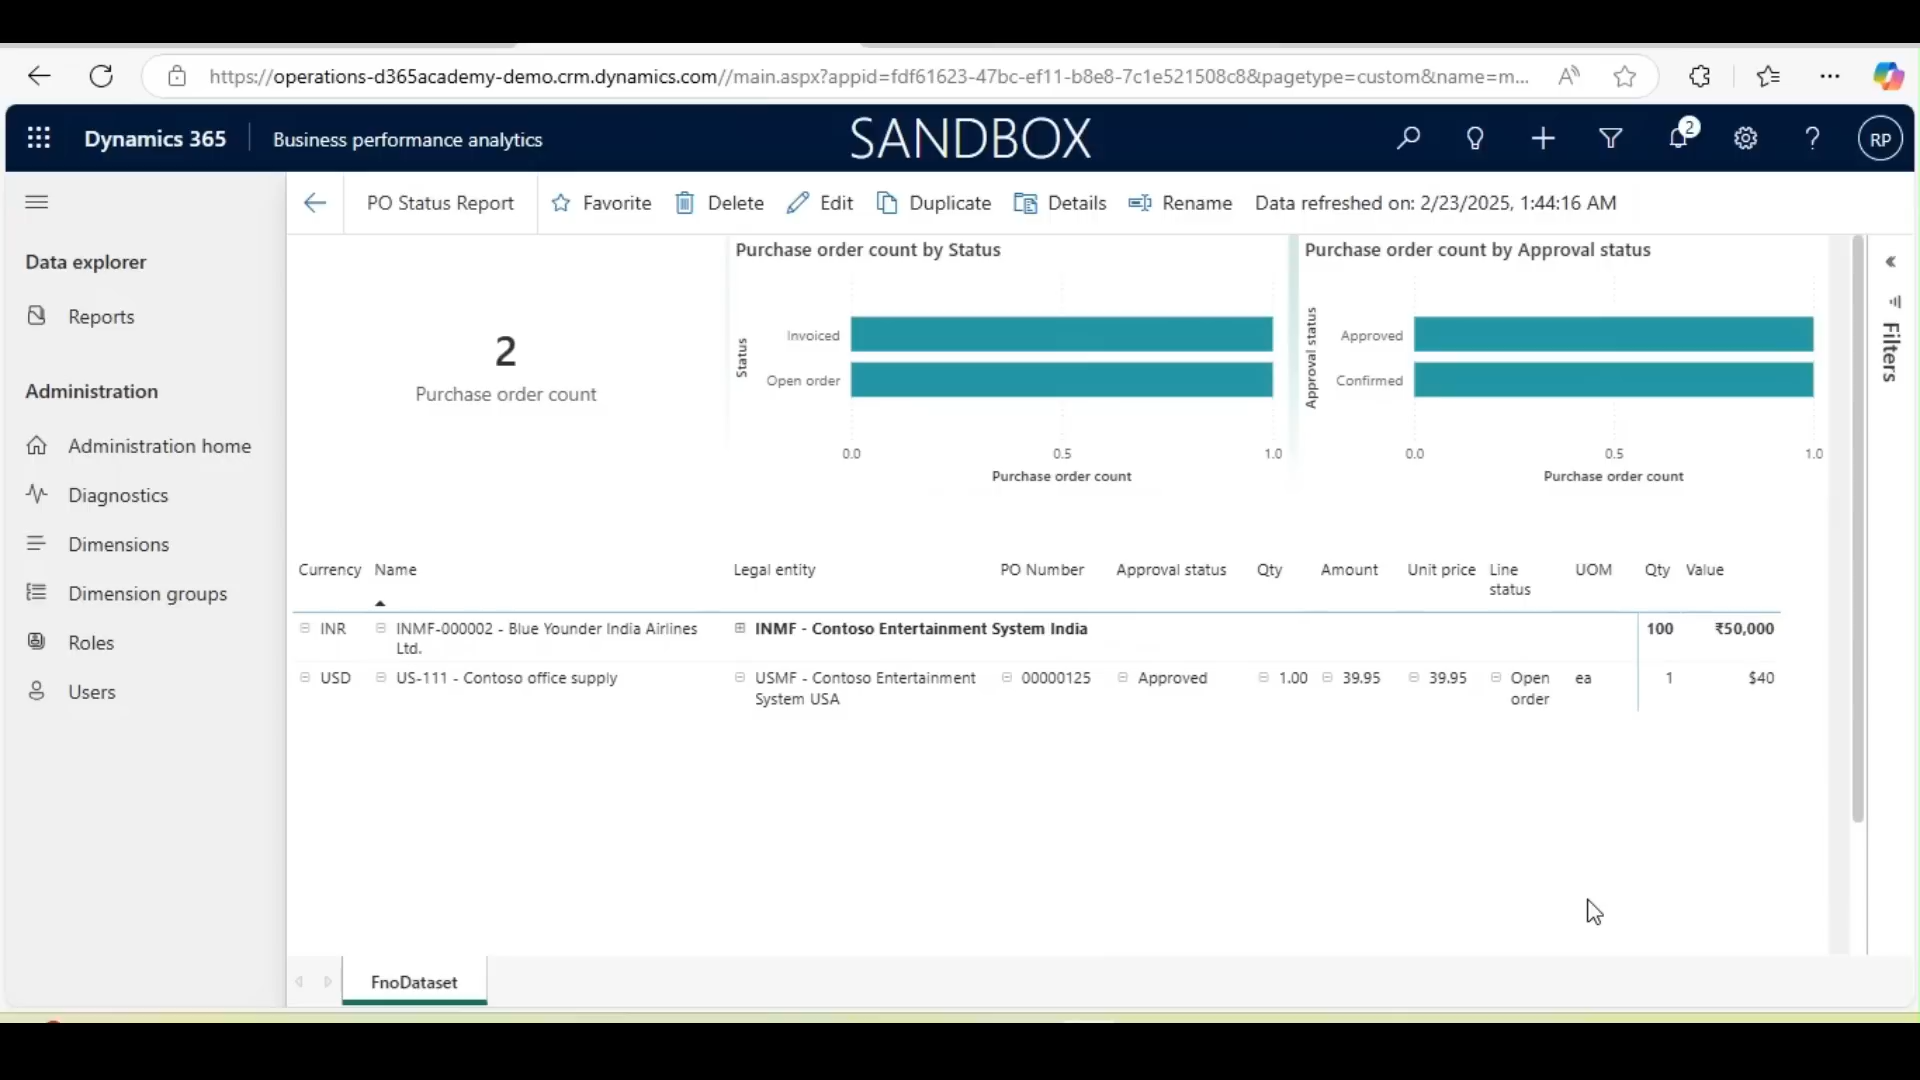 https://operations-d365academy-demo.crm.dynamics.com//main.aspx?appid=fdf61623-47bc-ef11-b8e8-7c1e521508c8&pagetype=custom&name=m...
Dynamics 365
Business performance analytics
SANDBOX
2
RP
PO Status Report
Favorite
Delete
Edit
Duplicate
Details
Rename
Data refreshed on: 2/23/2025, 1:44:16 AM
Data explorer
Reports
Administration
Administration home
Diagnostics
Dimensions
Dimension groups
Roles
Users
2
Purchase order count
Purchase order count by Status
Status
Invoiced
Open order
0.0 0.5 1.0
Purchase order count
Purchase order count by Approval status
Approval status
Approved
Confirmed
0.0 0.5 1.0
Purchase order count
Filters
Currency Name Legal entity PO Number Approval status Qty Amount Unit price Line UOM Qty Value
status
INR INMF-000002 - Blue Younder India Airlines INMF - Contoso Entertainment System India 100 ₹50,000
Ltd.
USD US-111 - Contoso office supply USMF - Contoso Entertainment 00000125 Approved 1.00 39.95 39.95 Open ea 1 $40
System USA order
FnoDataset